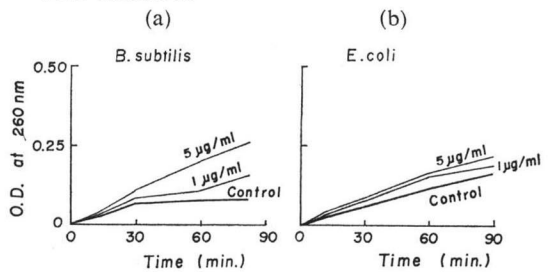 (a)
(b)
B. subtilis
E. coli
O.D. at 260 nm
0.50
0.25
0
5 μg/ml
1 μg/ml
Control
5 μg/ml
1 μg/ml
Control
0 30 60 90
0 30 60 90
Time (min.)
Time (min.)